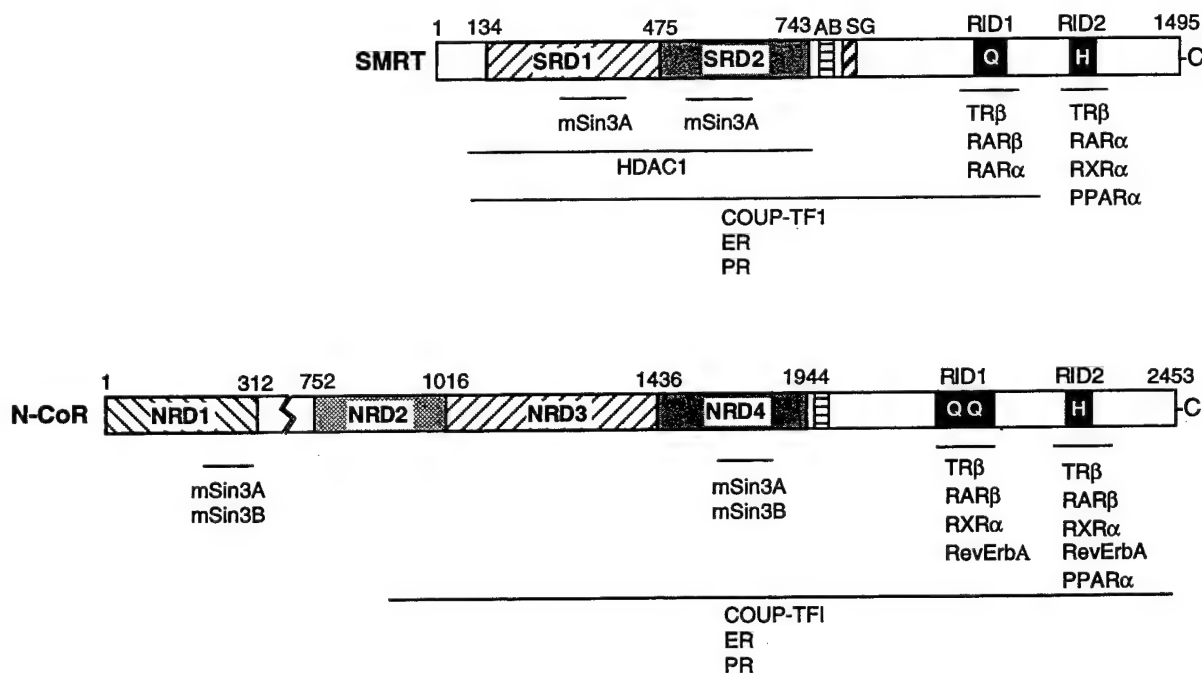 1 134 475 743 AB SG RID1 RID2 1495
SMRT SRD1 SRD2 Q H -C
mSin3A mSin3A TRβ TRβ
HDAC1 RARβ RARα
RARα RXRα
PPARα
COUP-TF1
ER
PR
1 312 752 1016 1436 1944 RID1 RID2 2453
N-CoR NRD1 NRD2 NRD3 NRD4 Q Q H -C
mSin3A mSin3A TRβ TRβ
mSin3B mSin3B RARβ RARβ
RXRα RXRα
RevErbA RevErbA
PPARα
COUP-TFI
ER
PR